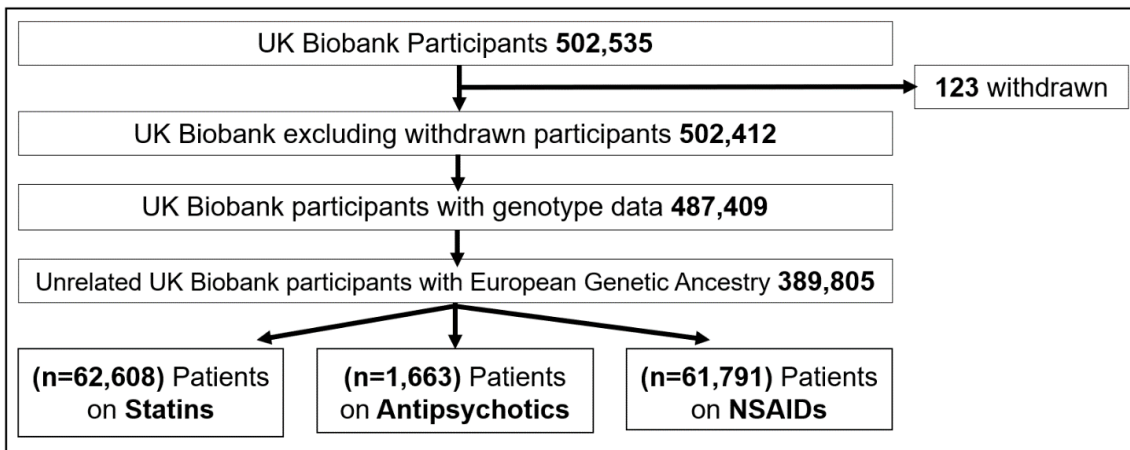 UK Biobank Participants 502,535
123 withdrawn
UK Biobank excluding withdrawn participants 502,412
UK Biobank participants with genotype data 487,409
Unrelated UK Biobank participants with European Genetic Ancestry 389,805
(n=62,608) Patients
on Statins
(n=1,663) Patients
on Antipsychotics
(n=61,791) Patients
on NSAIDs